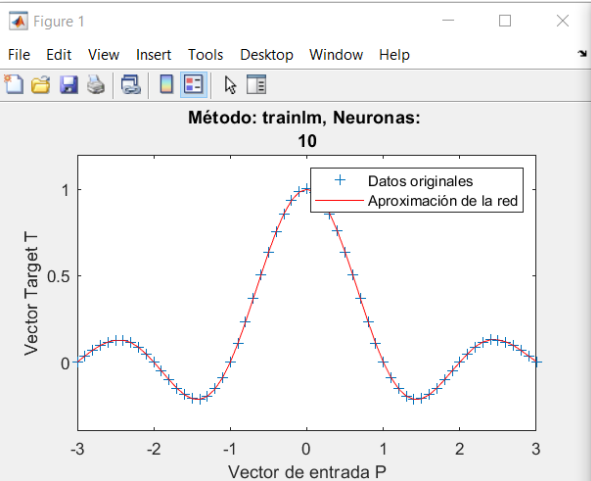 Figure 1
File Edit View Insert Tools Desktop Window Help
Método: trainlm, Neuronas:
10
Datos originales
Aproximación de la red
1
0.5
0
Vector Target T
-3 -2 -1 0 1 2 3
Vector de entrada P